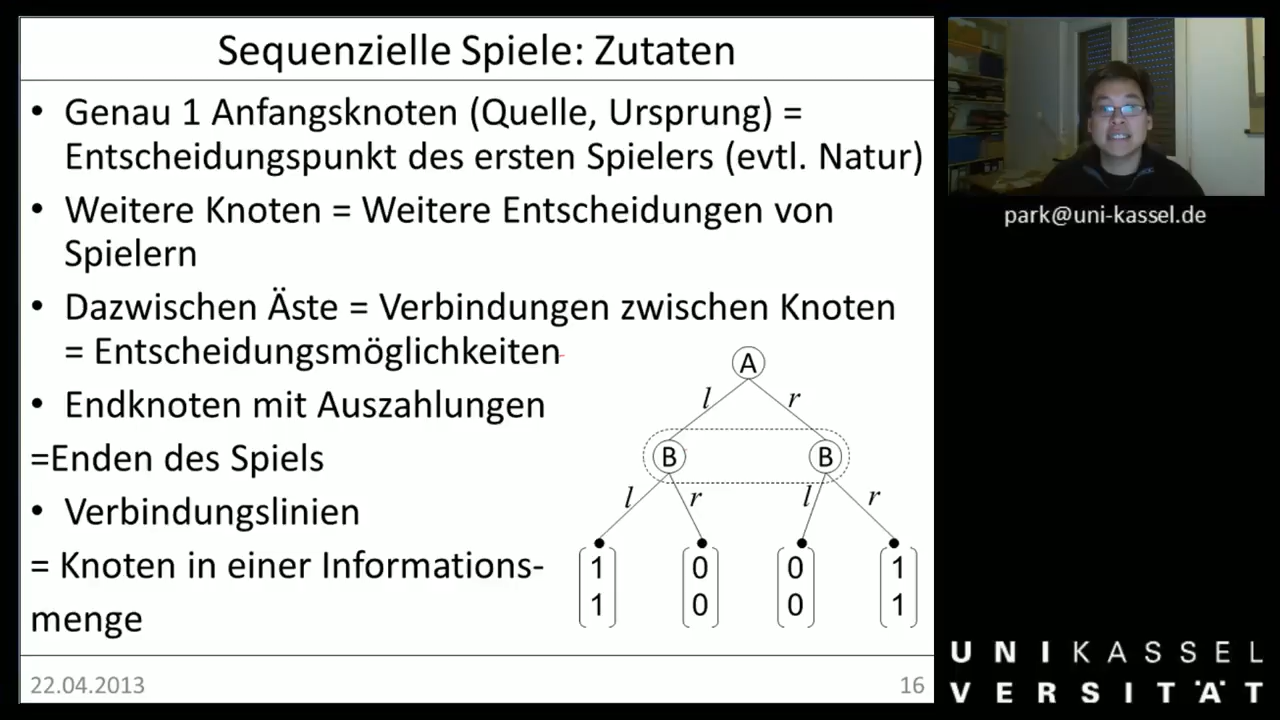 Sequenzielle Spiele: Zutaten
• Genau 1 Anfangsknoten (Quelle, Ursprung) =
Entscheidungspunkt des ersten Spielers (evtl. Natur)
• Weitere Knoten = Weitere Entscheidungen von
Spielern
• Dazwischen Äste = Verbindungen zwischen Knoten
= Entscheidungsmöglichkeiten
• Endknoten mit Auszahlungen
=Enden des Spiels
• Verbindungslinien
= Knoten in einer Informations-
menge
A
l r
B B
l r l r
1 0 0 1
1 0 0 1
22.04.2013 16
park@uni-kassel.de
UNIKASSEL
VERSITÄT